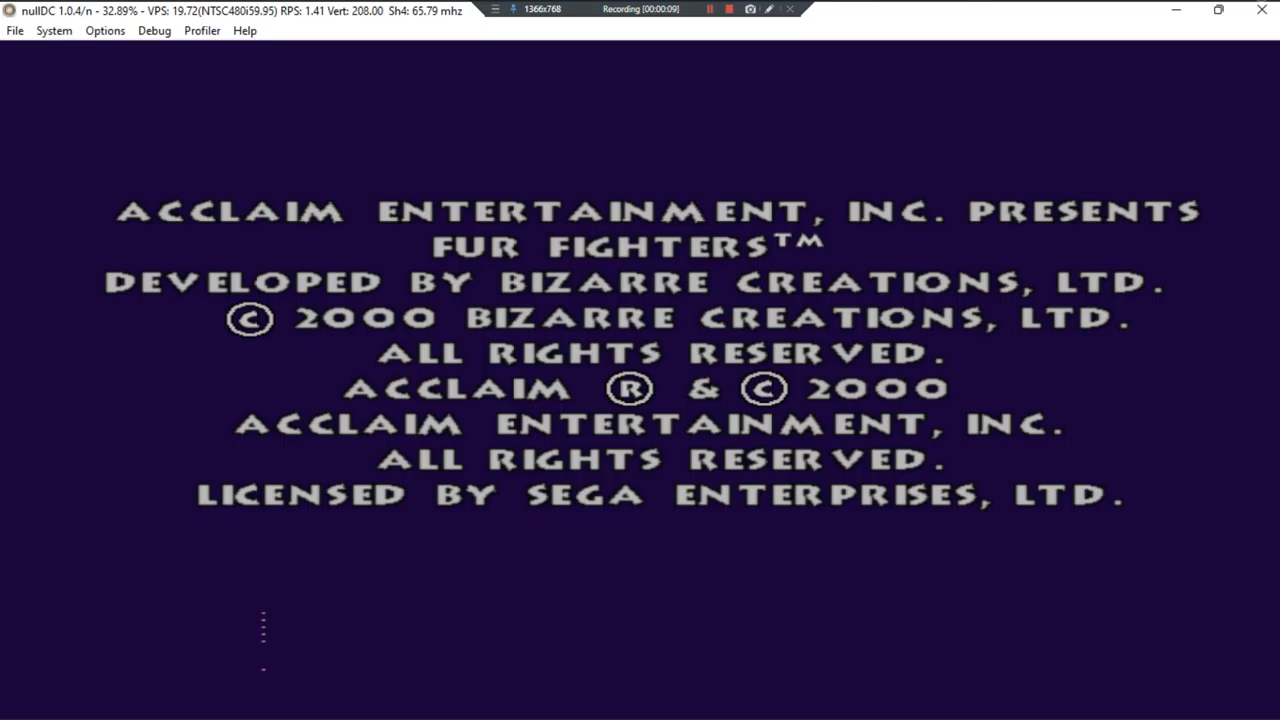 nullDC 1.0.4/n - 32.89% - VPS: 19.72(NTSC480i59.95) RPS: 1.41 Vert: 208.00 Sh4: 65.79 mhz
1366x768
Recording [00:00:09]
File System Options Debug Profiler Help
ACCLAIM ENTERTAINMENT, INC. PRESENTS
FUR FIGHTERS™
DEVELOPED BY BIZARRE CREATIONS, LTD.
© 2000 BIZARRE CREATIONS, LTD.
ALL RIGHTS RESERVED.
ACCLAIM ® & © 2000
ACCLAIM ENTERTAINMENT, INC.
ALL RIGHTS RESERVED.
LICENSED BY SEGA ENTERPRISES, LTD.